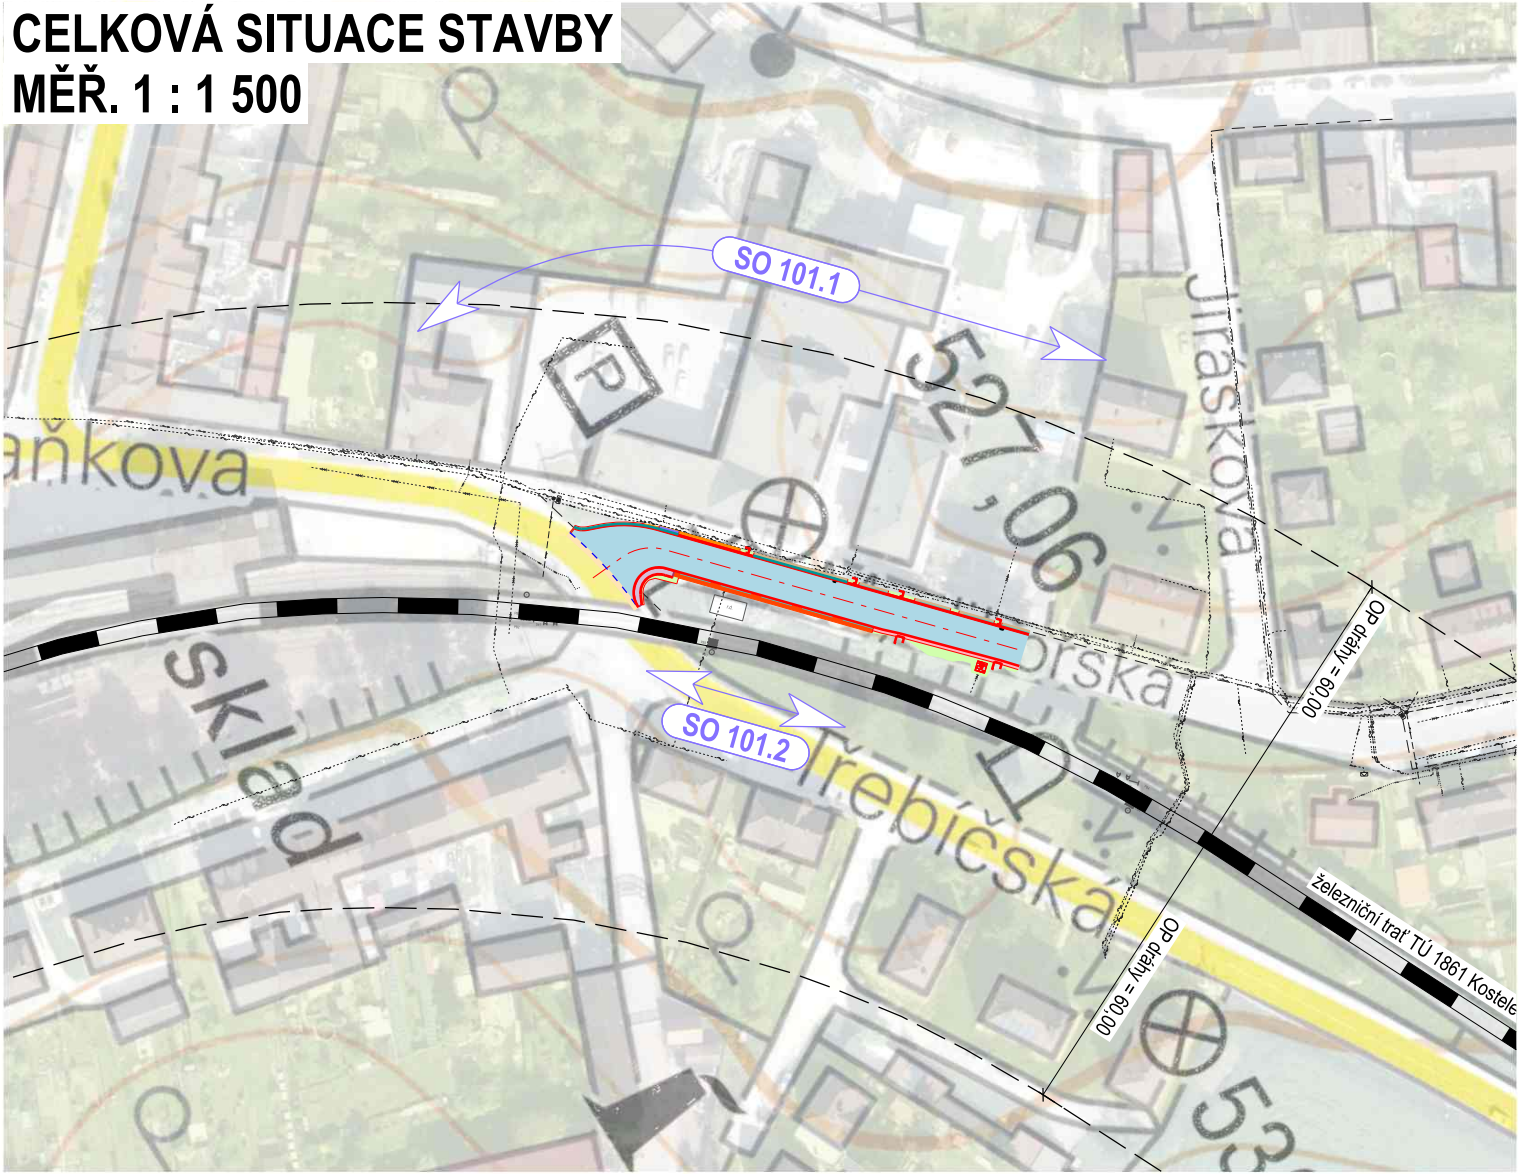 CELKOVÁ SITUACE STAVBY
MĚŘ. 1 : 1 500
SO 101.1
Jiráskova
527,06
P
aňkova
orská
sklad
SO 101.2
Třebíčská
OP dráhy = 60,00
OP dráhy = 60,00
železniční trať TÚ 1861 Kostele
53